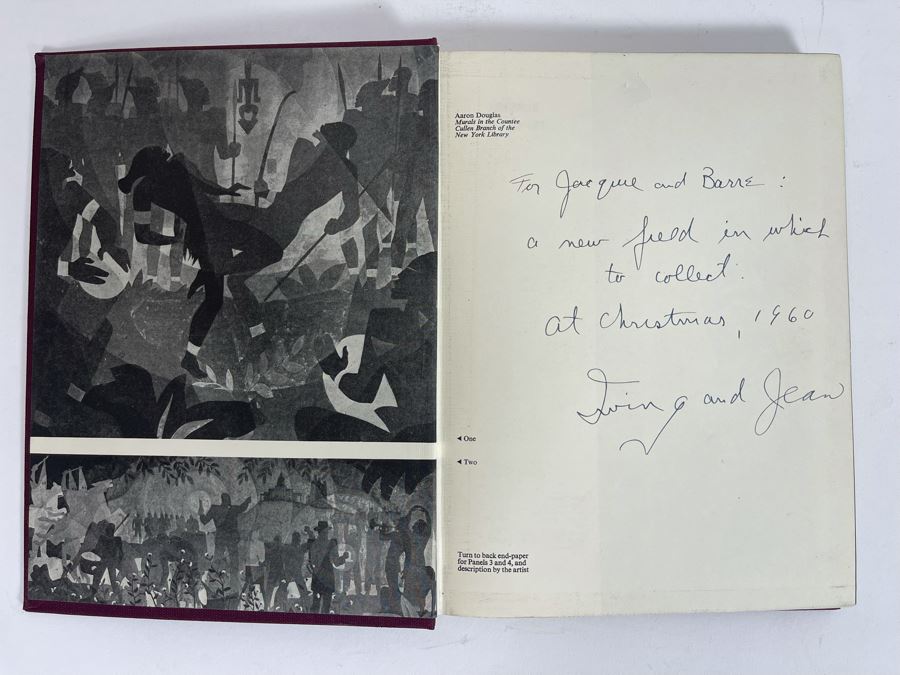 Aaron Douglas
Murals in the Countee
Cullen Branch of the
New York Library
For Jacquie and Barre :
a new field in which
to collect.
At Christmas, 1960
Irving and Jean
◄ One
◄ Two
Turn to back end-paper
for Panels 3 and 4, and
description by the artist